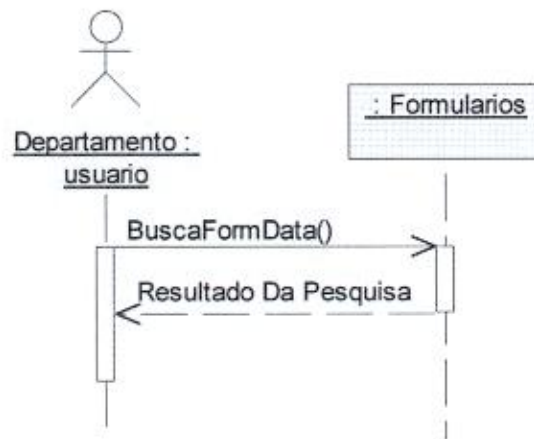 : Formularios
Departamento :
usuario
BuscaFormData()
Resultado Da Pesquisa